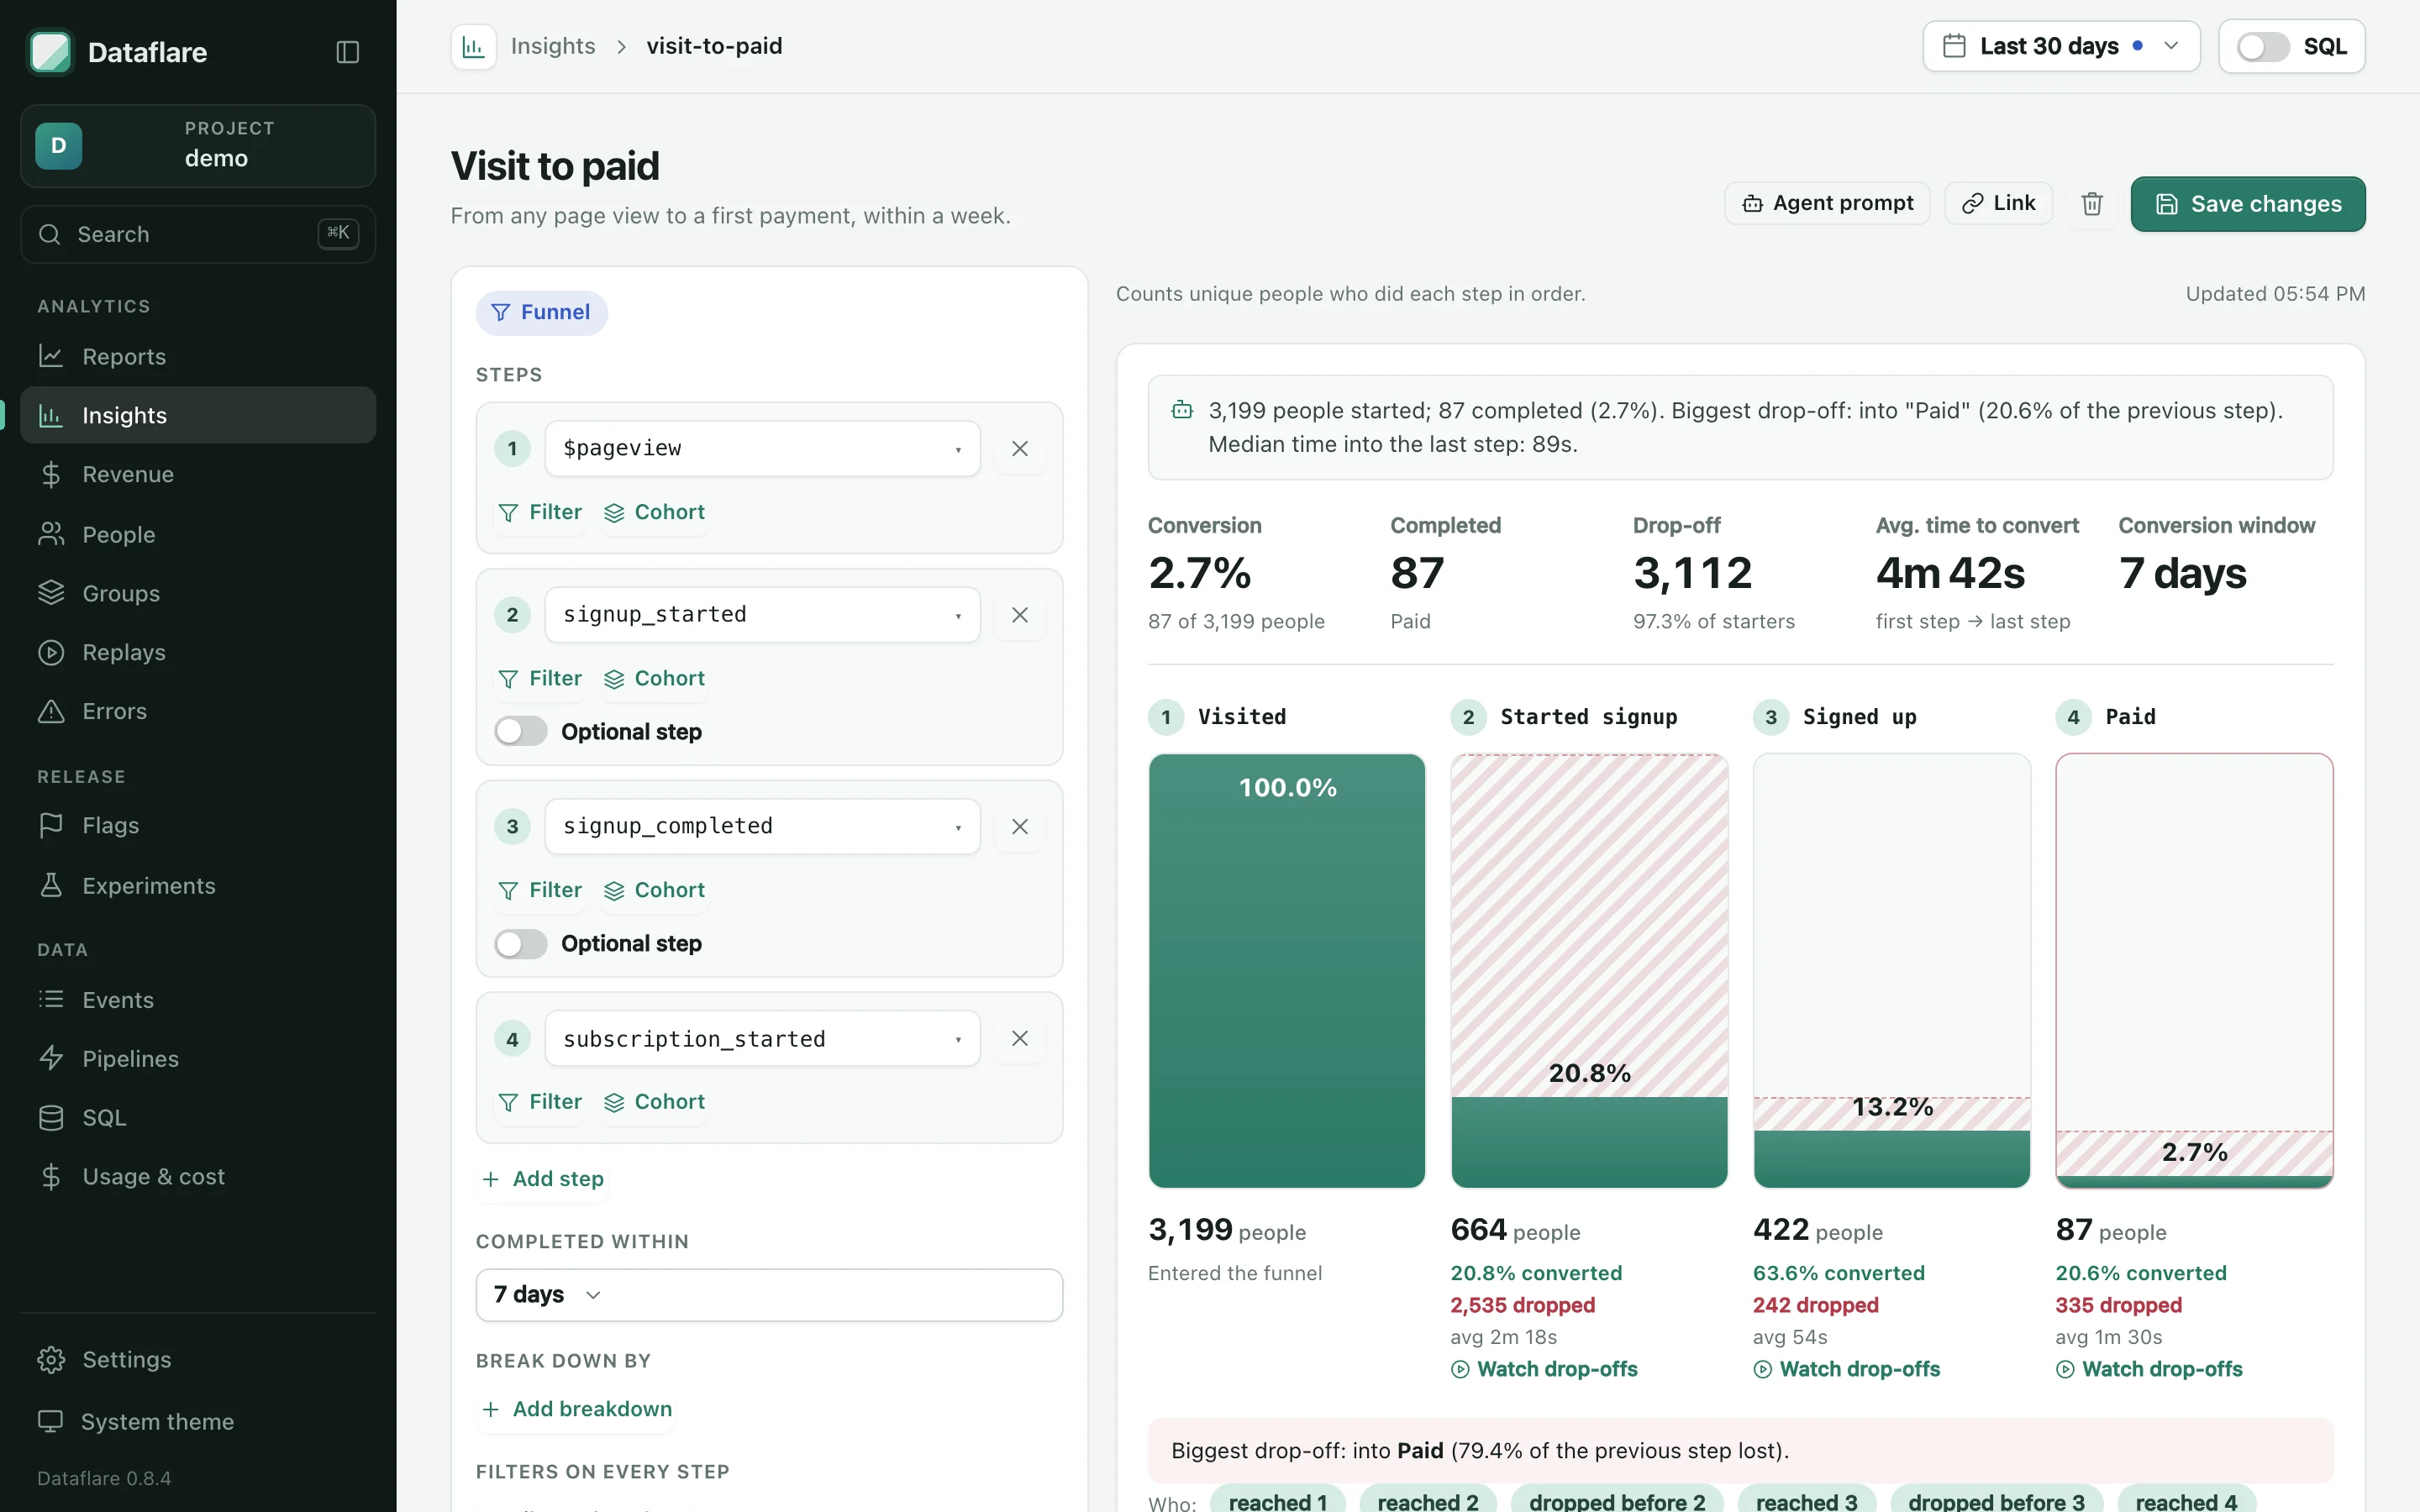 Dataflare
D
PROJECT
demo
Search
⌘K
ANALYTICS
Reports
Insights
Revenue
People
Groups
Replays
Errors
RELEASE
Flags
Experiments
DATA
Events
Pipelines
SQL
Usage & cost
Settings
System theme
Dataflare 0.8.4
Insights
visit-to-paid
Last 30 days
SQL
Visit to paid
From any page view to a first payment, within a week.
Agent prompt
Link
Save changes
Funnel
STEPS
1 $pageview
Filter Cohort
2 signup_started
Filter Cohort
Optional step
3 signup_completed
Filter Cohort
Optional step
4 subscription_started
Filter Cohort
+ Add step
COMPLETED WITHIN
7 days
BREAK DOWN BY
+ Add breakdown
FILTERS ON EVERY STEP
Counts unique people who did each step in order.
Updated 05:54 PM
3,199 people started; 87 completed (2.7%). Biggest drop-off: into "Paid" (20.6% of the previous step).
Median time into the last step: 89s.
Conversion Completed Drop-off Avg. time to convert Conversion window
2.7% 87 3,112 4m 42s 7 days
87 of 3,199 people Paid 97.3% of starters first step → last step
1 Visited 2 Started signup 3 Signed up 4 Paid
100.0%
20.8%
13.2%
2.7%
3,199 people 664 people 422 people 87 people
Entered the funnel 20.8% converted 63.6% converted 20.6% converted
2,535 dropped 242 dropped 335 dropped
avg 2m 18s avg 54s avg 1m 30s
Watch drop-offs Watch drop-offs Watch drop-offs
Biggest drop-off: into Paid (79.4% of the previous step lost).
Who: reached 1 reached 2 dropped before 2 reached 3 dropped before 3 reached 4